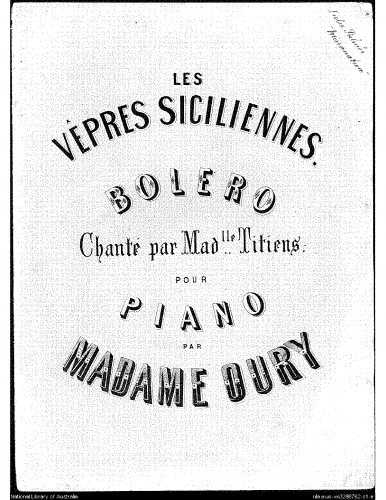 LES
VÊPRES SICILIENNES.
BOLERO
Chanté par Mad.lle Titiens.
POUR
PIANO
PAR
MADAME OURY
National Library of Australia